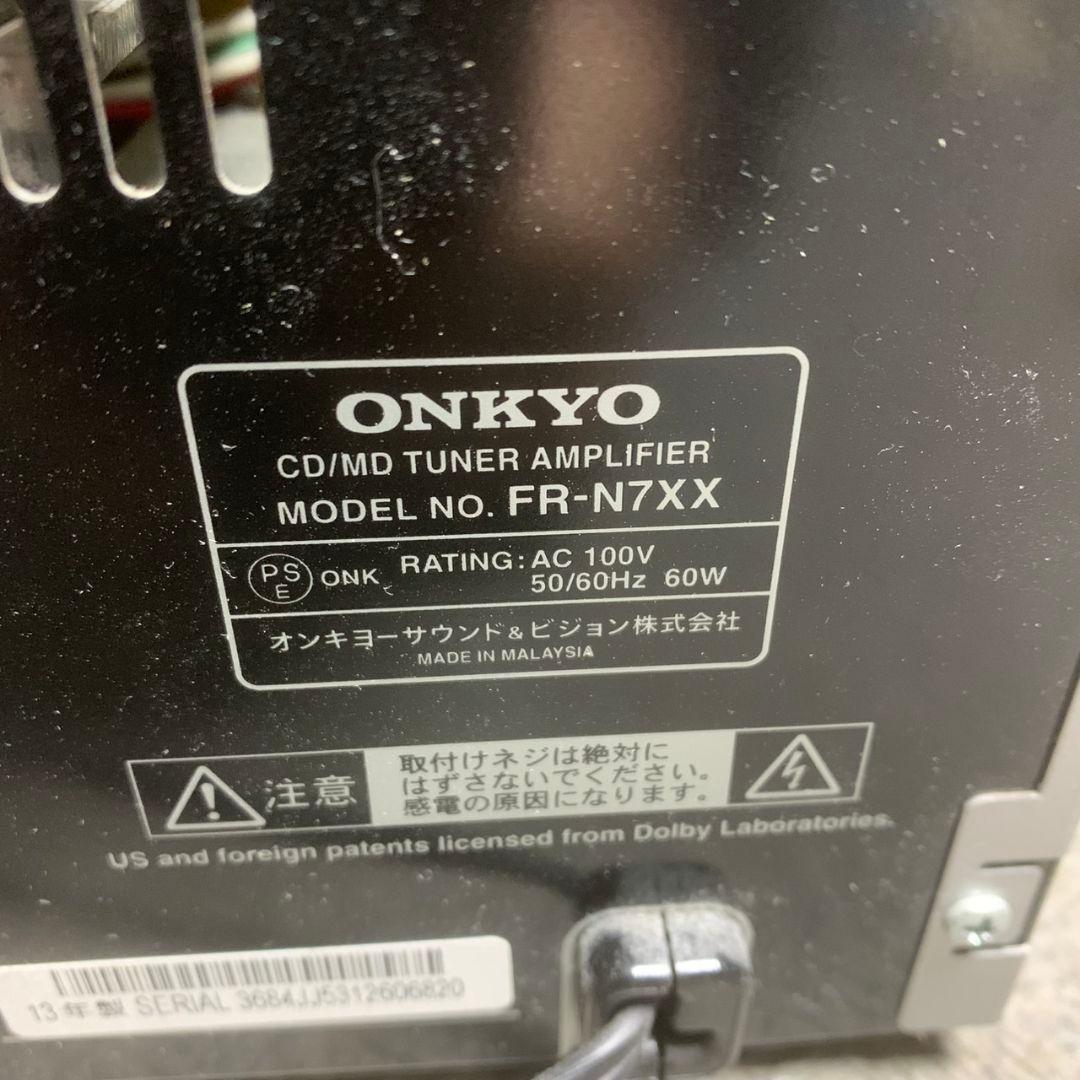 ONKYO
CD/MD TUNER AMPLIFIER
MODEL NO. FR-N7XX
PSE ONK RATING: AC 100V
50/60Hz 60W
オンキヨーサウンド&ビジョン株式会社
MADE IN MALAYSIA
注意
取付けネジは絶対に
はずさないでください。
感電の原因になります。
US and foreign patents licensed from Dolby Laboratories.
13年製 SERIAL 3684JJ5312606820